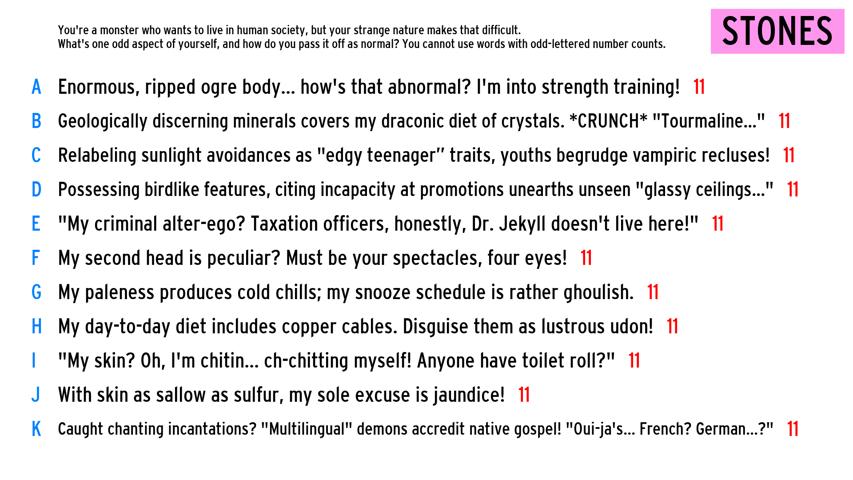 You're a monster who wants to live in human society, but your strange nature makes that difficult.
What's one odd aspect of yourself, and how do you pass it off as normal? You cannot use words with odd-lettered number counts.
STONES
A Enormous, ripped ogre body... how's that abnormal? I'm into strength training! 11
B Geologically discerning minerals covers my draconic diet of crystals. *CRUNCH* "Tourmaline..." 11
C Relabeling sunlight avoidances as "edgy teenager” traits, youths begrudge vampiric recluses! 11
D Possessing birdlike features, citing incapacity at promotions unearths unseen "glassy ceilings..." 11
E "My criminal alter-ego? Taxation officers, honestly, Dr. Jekyll doesn't live here!" 11
F My second head is peculiar? Must be your spectacles, four eyes! 11
G My paleness produces cold chills; my snooze schedule is rather ghoulish. 11
H My day-to-day diet includes copper cables. Disguise them as lustrous udon! 11
I "My skin? Oh, I'm chitin... ch-chitting myself! Anyone have toilet roll?" 11
J With skin as sallow as sulfur, my sole excuse is jaundice! 11
K Caught chanting incantations? "Multilingual" demons accredit native gospel! "Oui-ja's... French? German...?" 11